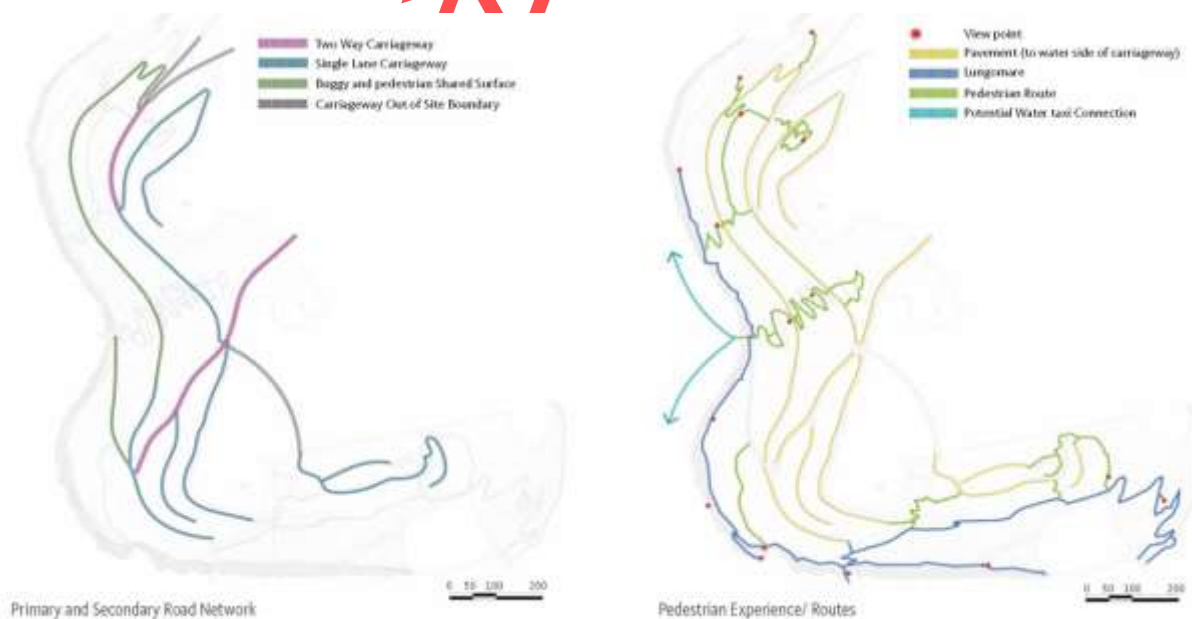 Two Way Carriageway
Single Lane Carriageway
Buggy and pedestrian Shared Surface
Carriageway Out of Site Boundary
0 50 100 200
Primary and Secondary Road Network
View point
Pavement (to water side of carriageway)
Lungomare
Pedestrian Route
Potential Water taxi Connection
0 50 100 200
Pedestrian Experience/ Routes